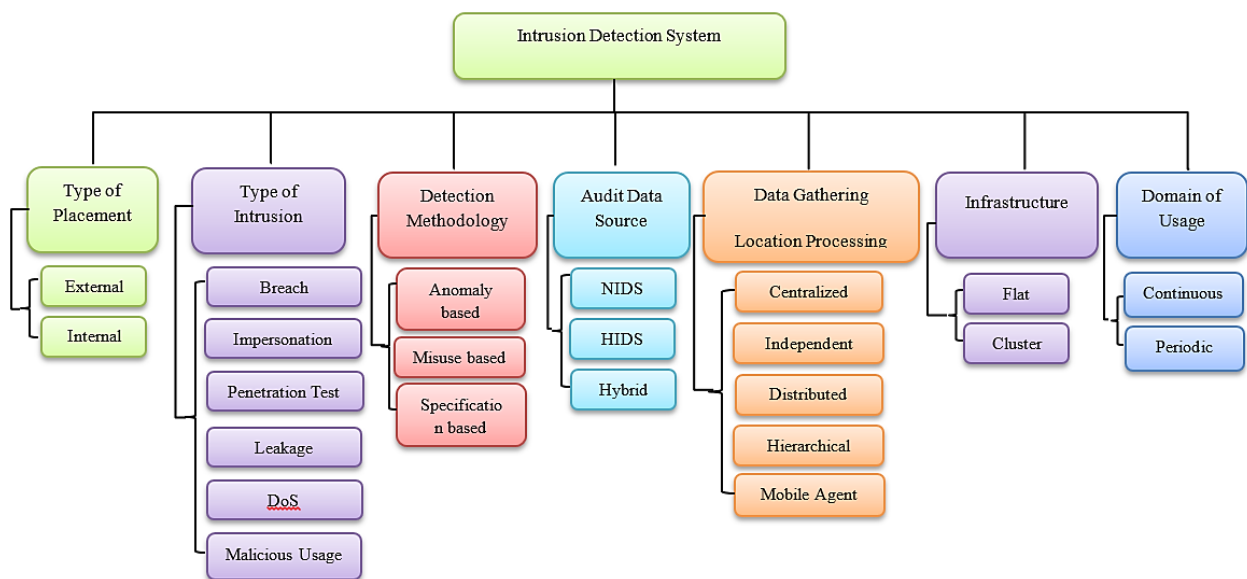 Intrusion Detection System
Type of
Placement
External
Internal
Type of
Intrusion
Breach
Impersonation
Penetration Test
Leakage
DoS
Malicious Usage
Detection
Methodology
Anomaly
based
Misuse based
Specificatio
n based
Audit Data
Source
NIDS
HIDS
Hybrid
Data Gathering
Location Processing
Centralized
Independent
Distributed
Hierarchical
Mobile Agent
Infrastructure
Flat
Cluster
Domain of
Usage
Continuous
Periodic